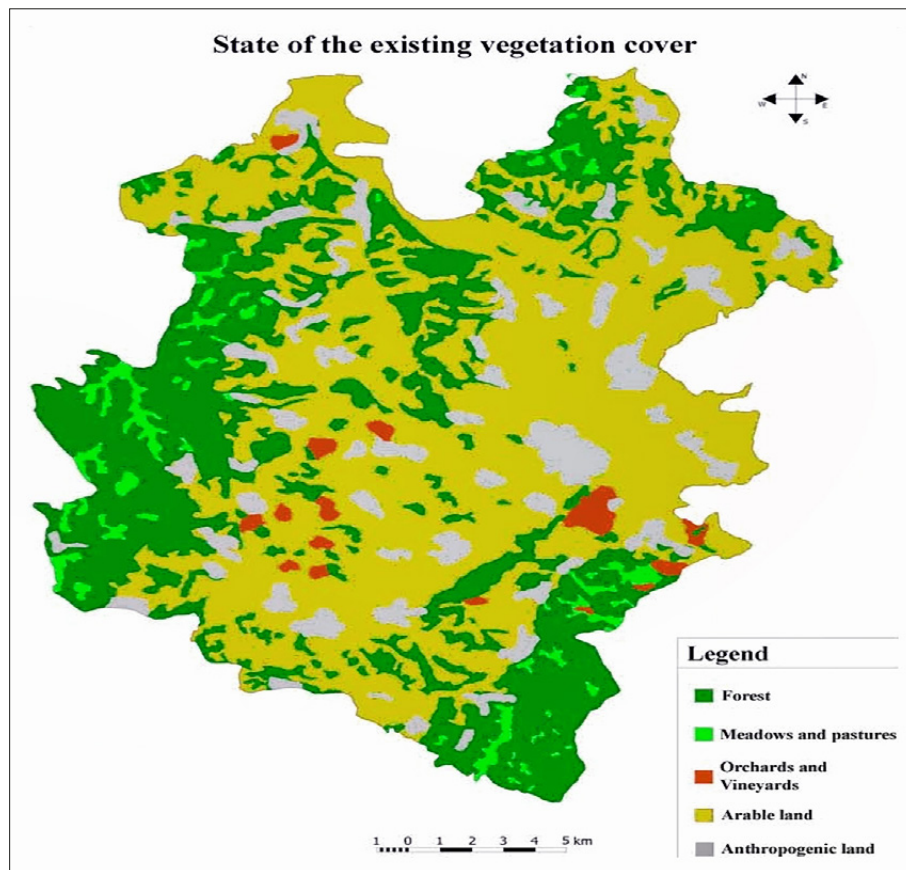 State of the existing vegetation cover
N
W E
S
Legend
Forest
Meadows and pastures
Orchards and
Vineyards
Arable land
Anthropogenic land
1 0 1 2 3 4 5 km